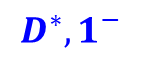 D*, 1⁻